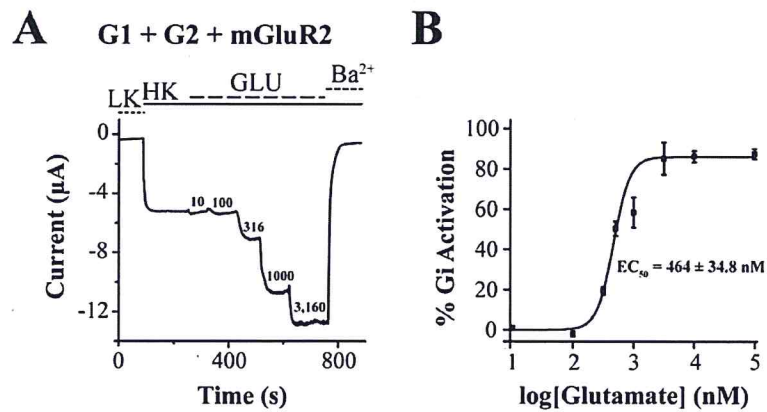 A
G1 + G2 + mGluR2
LK HK GLU Ba²⁺
0
-4
-8
-12
10 100
316
1000
3,160
Current (µA)
0 400 800
Time (s)
B
100
80
60
40
20
0
% Gi Activation
EC₅₀ = 464 ± 34.8 nM
1 2 3 4 5
log[Glutamate] (nM)